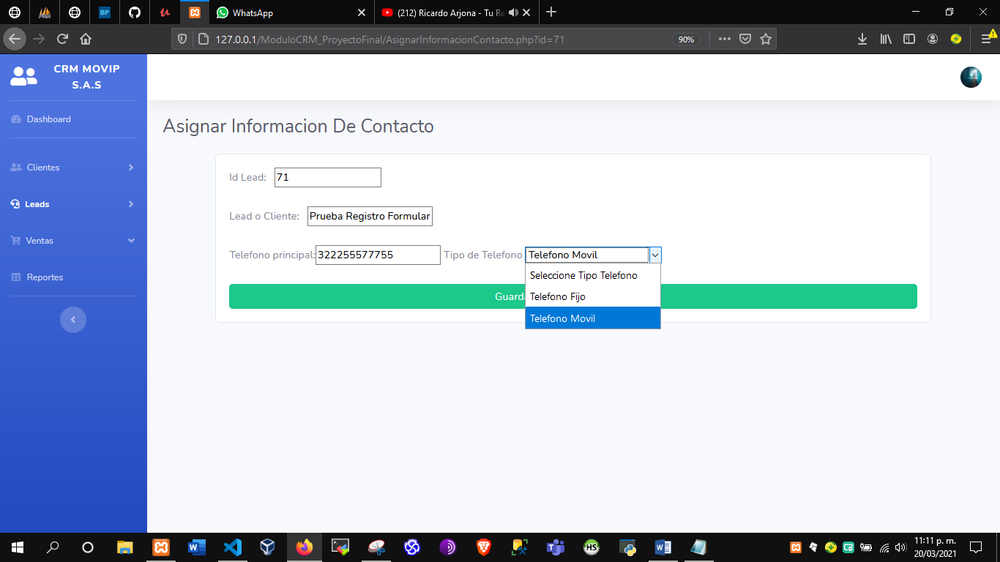 WhatsApp
(212) Ricardo Arjona - Tu Re
BP
127.0.0.1/ModuloCRM_ProyectoFinal/AsignarInformacionContacto.php?id=71
90%
CRM MOVIP
S.A.S
Dashboard
Clientes
Leads
Ventas
Reportes
Asignar Informacion De Contacto
Id Lead: 71
Lead o Cliente: Prueba Registro Formular
Telefono principal: 322255577755 Tipo de Telefono Telefono Movil
Seleccione Tipo Telefono
Telefono Fijo
Telefono Movil
Guarda
HS
11:11 p. m.
20/03/2021